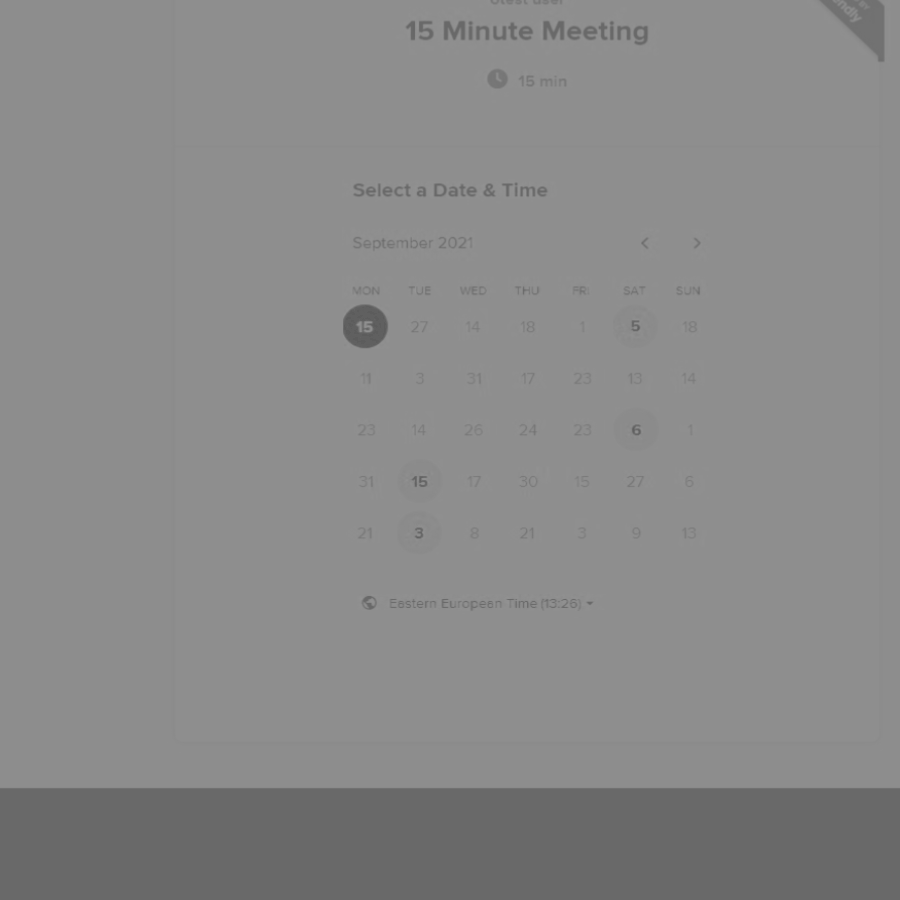 15 Minute Meeting
15 min
Select a Date & Time
September 2021
MON TUE WED THU FRI SAT SUN
15 27 14 18 1 5 18
11 3 31 17 23 13 14
23 14 26 24 23 6 1
31 15 17 30 15 27 6
21 3 8 21 3 9 13
Eastern European Time (13:26)